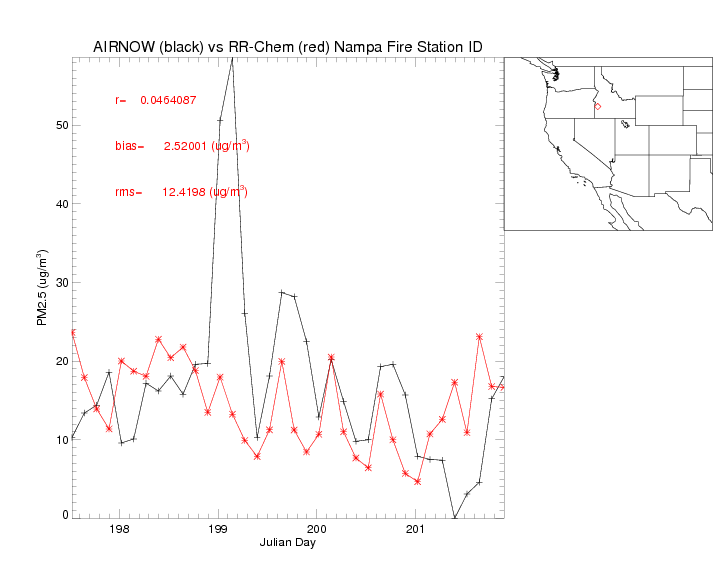 AIRNOW (black) vs RR-Chem (red) Nampa Fire Station ID
r= 0.0464087
bias= 2.52001 (ug/m³)
rms= 12.4198 (ug/m³)
PM2.5 (ug/m³)
50
40
30
20
10
0
198 199 200 201
Julian Day